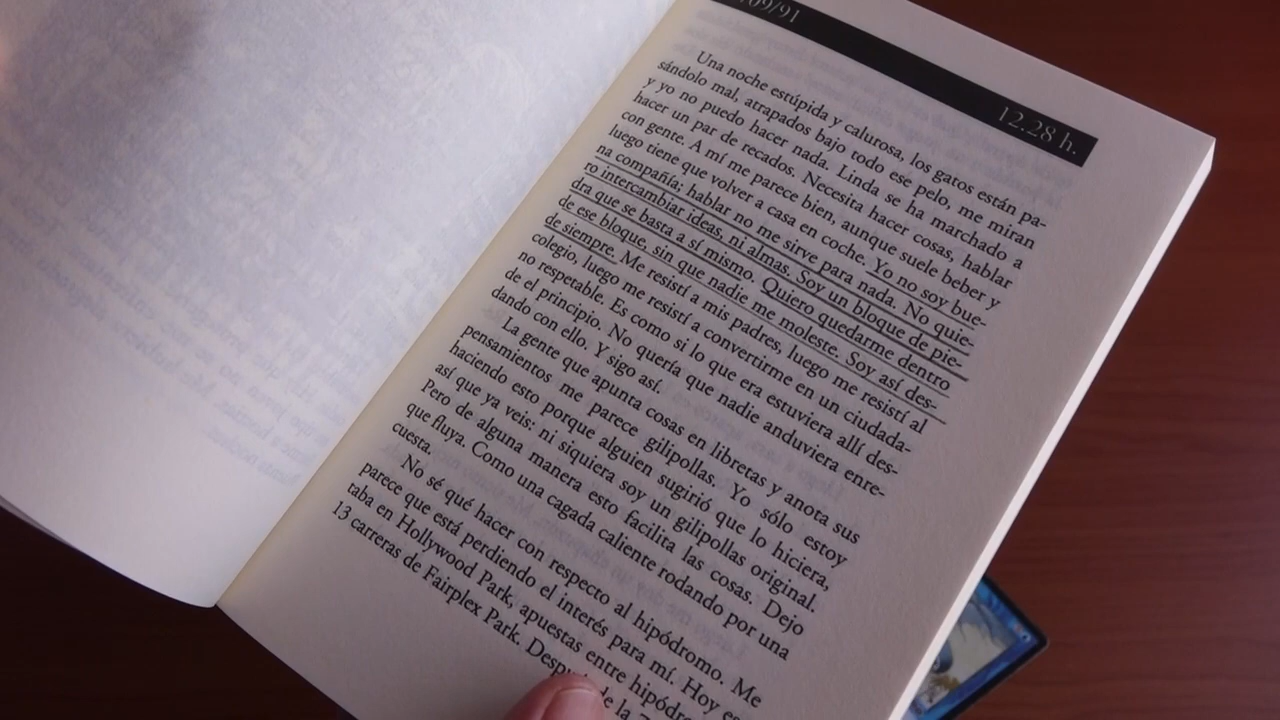 /09/91
12.28 h.
Una noche estúpida y calurosa, los gatos están pa-
sándolo mal, atrapados bajo todo ese pelo, me miran
y yo no puedo hacer nada. Linda se ha marchado a
hacer un par de recados. Necesita hacer cosas, hablar
con gente. A mí me parece bien, aunque suele beber y
luego tiene que volver a casa en coche. Yo no soy bue-
na compañía; hablar no me sirve para nada. No quie-
ro intercambiar ideas, ni almas. Soy un bloque de pie-
dra que se basta a sí mismo. Quiero quedarme dentro
de ese bloque, sin que nadie me moleste. Soy así des-
de siempre. Me resistí a mis padres, luego me resistí al
colegio, luego me resistí a convertirme en un ciudada-
no respetable. Es como si lo que era estuviera allí des-
de el principio. No quería que nadie anduviera enre-
dando con ello. Y sigo así.
La gente que apunta cosas en libretas y anota sus
pensamientos me parece gilipollas. Yo sólo estoy
haciendo esto porque alguien sugirió que lo hiciera,
así que ya veis: ni siquiera soy un gilipollas original.
Pero de alguna manera esto facilita las cosas. Dejo
que fluya. Como una cagada caliente rodando por una
cuesta.
No sé qué hacer con respecto al hipódromo. Me
parece que está perdiendo el interés para mí. Hoy es-
taba en Hollywood Park, apuestas entre hipódro
13 carreras de Fairplex Park. Después de la